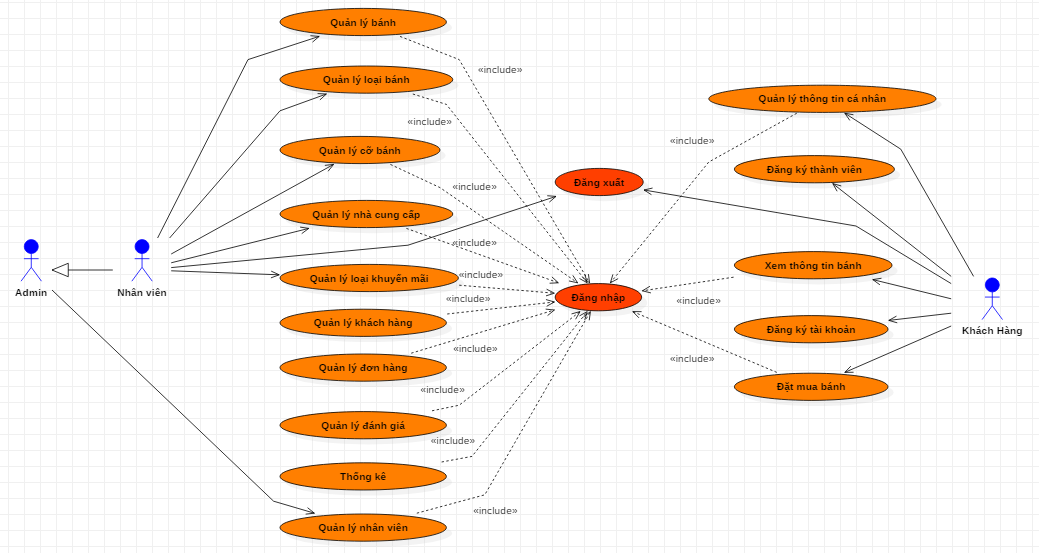 Quản lý bánh
«include»
Quản lý loại bánh
Quản lý thông tin cá nhân
«include»
«include»
Quản lý cỡ bánh
Đăng ký thành viên
Đăng xuất
«include»
Quản lý nhà cung cấp
«include»
Xem thông tin bánh
Quản lý loại khuyến mãi
«include»
Admin
Nhân viên
«include»
Đăng nhập
«include»
Quản lý khách hàng
Đăng ký tài khoản
Khách Hàng
«include»
«include»
Quản lý đơn hàng
Đặt mua bánh
«include»
Quản lý đánh giá
«include»
Thống kê
«include»
Quản lý nhân viên